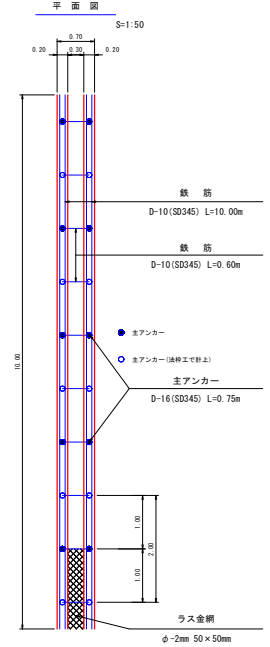 平面図
S=1:50
0.70
0.20 0.30 0.20
鉄筋
D-10(SD345) L=10.00m
鉄筋
D-10(SD345) L=0.60m
主アンカー
主アンカー(法枠工で計上)
10.00
主アンカー
D-16(SD345) L=0.75m
1.00
2.00
1.00
ラス金網
φ-2mm 50×50mm